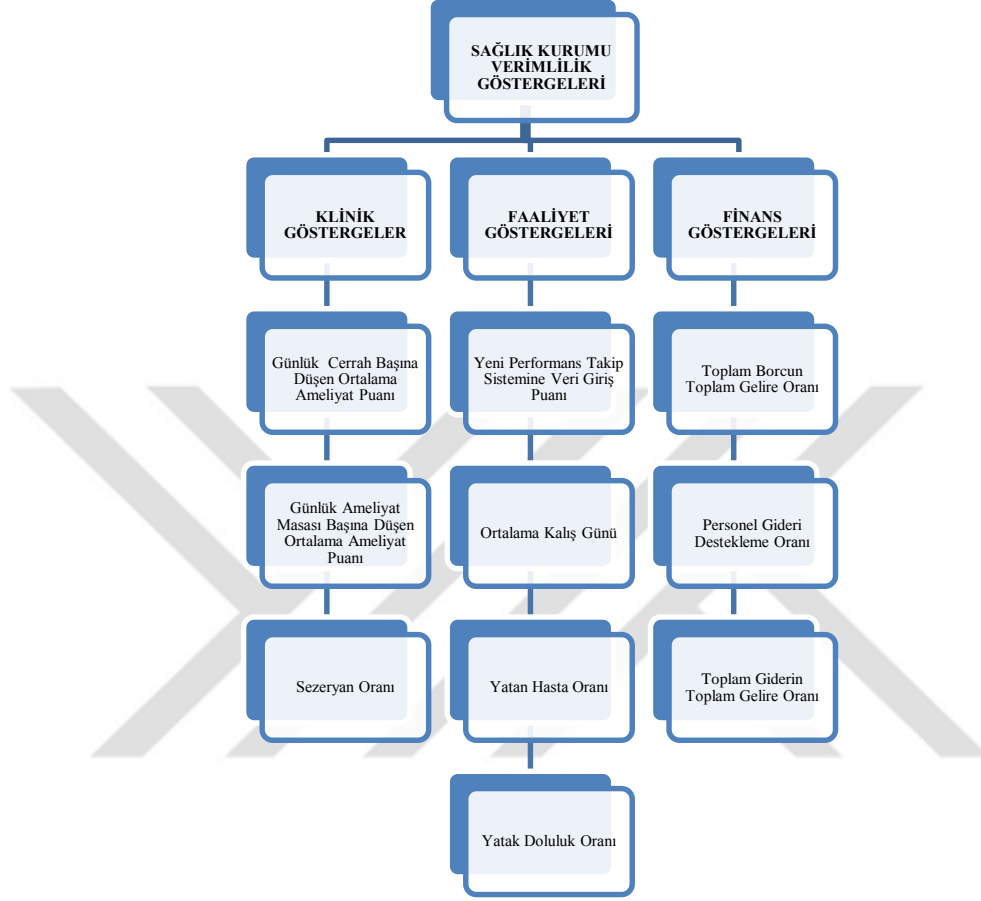 SAĞLIK KURUMU
VERİMLİLİK
GÖSTERGELERİ
KLİNİK
GÖSTERGELER
FAALİYET
GÖSTERGELERİ
FİNANS
GÖSTERGELERİ
Günlük Cerrah Başına
Düşen Ortalama
Ameliyat Puanı
Yeni Performans Takip
Sistemine Veri Giriş
Puanı
Toplam Borcun
Toplam Gelire Oranı
Günlük Ameliyat
Masası Başına Düşen
Ortalama Ameliyat
Puanı
Ortalama Kalış Günü
Personel Gideri
Destekleme Oranı
Sezeryan Oranı
Yatan Hasta Oranı
Toplam Giderin
Toplam Gelire Oranı
Yatak Doluluk Oranı